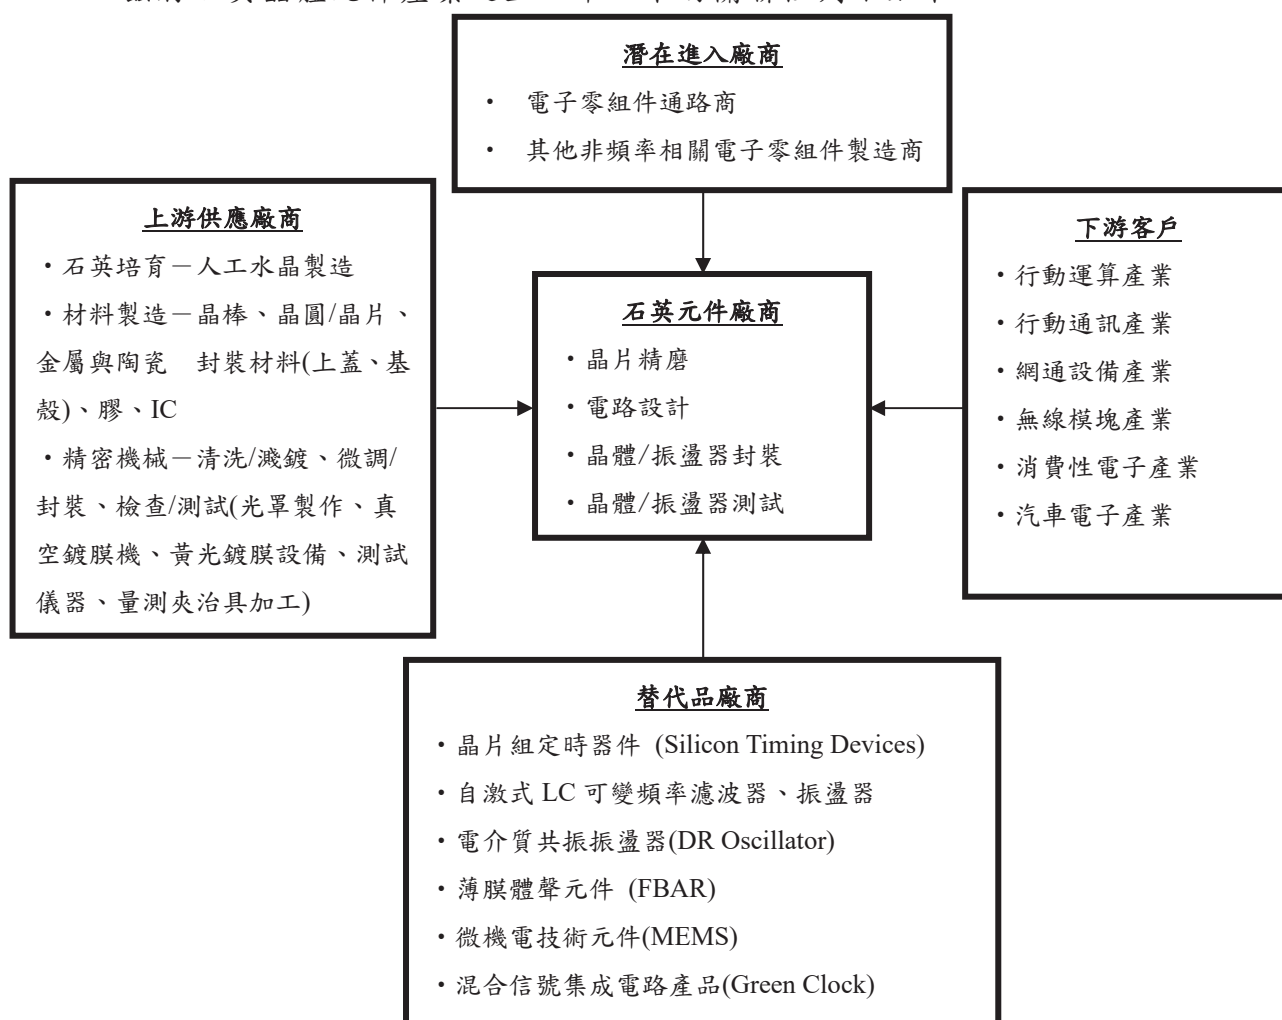 潛在進入廠商
・ 電子零組件通路商
・ 其他非頻率相關電子零組件製造商
上游供應廠商
・石英培育－人工水晶製造
・材料製造－晶棒、晶圓/晶片、
金屬與陶瓷 封裝材料(上蓋、基
殼)、膠、IC
・精密機械－清洗/濺鍍、微調/
封裝、檢查/測試(光罩製作、真
空鍍膜機、黃光鍍膜設備、測試
儀器、量測夾治具加工)
石英元件廠商
・晶片精磨
・電路設計
・晶體/振盪器封裝
・晶體/振盪器測試
下游客戶
・行動運算產業
・行動通訊產業
・網通設備產業
・無線模塊產業
・消費性電子產業
・汽車電子產業
替代品廠商
・晶片組定時器件 (Silicon Timing Devices)
・自激式 LC 可變頻率濾波器、振盪器
・電介質共振振盪器(DR Oscillator)
・薄膜體聲元件 (FBAR)
・微機電技術元件(MEMS)
・混合信號集成電路產品(Green Clock)